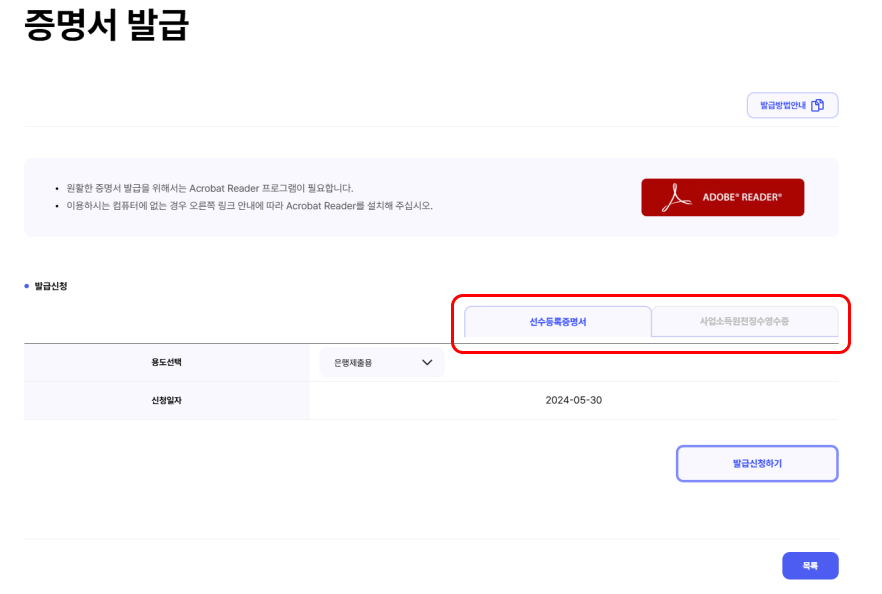 증명서 발급
발급방법안내
• 원활한 증명서 발급을 위해서는 Acrobat Reader 프로그램이 필요합니다.
• 이용하시는 컴퓨터에 없는 경우 오른쪽 링크 안내에 따라 Acrobat Reader를 설치해 주십시오.
ADOBE® READER®
• 발급신청
선수등록증명서 사업소득원천징수영수증
용도선택 은행제출용
신청일자 2024-05-30
발급신청하기
목록